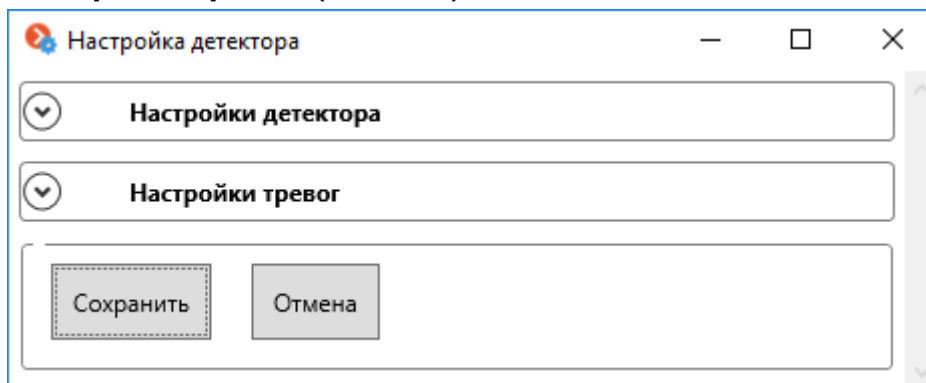 Настройка детектора
Настройки детектора
Настройки тревог
Сохранить Отмена